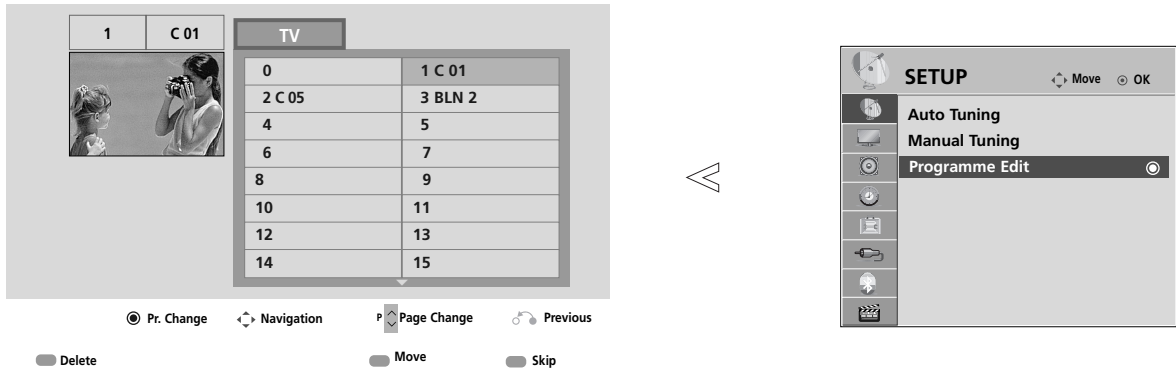 1 C 01
TV
0 1 C 01
2 C 05 3 BLN 2
4 5
6 7
8 9
10 11
12 13
14 15
Pr. Change Navigation P Page Change Previous
Delete Move Skip
SETUP Move OK
Auto Tuning
Manual Tuning
Programme Edit